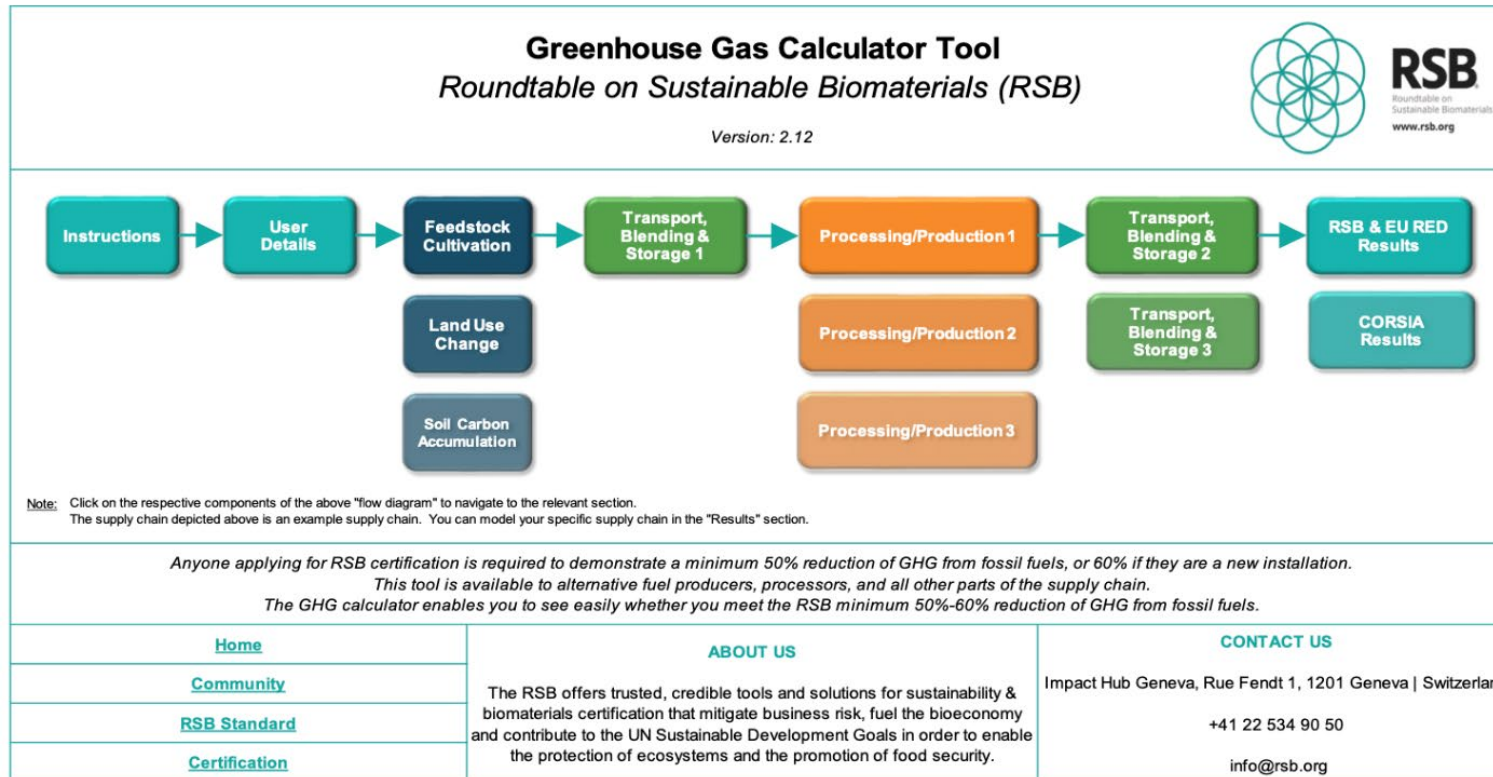 Greenhouse Gas Calculator Tool
Roundtable on Sustainable Biomaterials (RSB)
Version: 2.12
RSB
Roundtable on
Sustainable Biomaterials
www.rsb.org
Instructions
User
Details
Feedstock
Cultivation
Transport,
Blending &
Storage 1
Processing/Production 1
Transport,
Blending &
Storage 2
RSB & EU RED
Results
Land Use
Change
Processing/Production 2
Transport,
Blending &
Storage 3
CORSIA
Results
Soil Carbon
Accumulation
Processing/Production 3
Note: Click on the respective components of the above "flow diagram" to navigate to the relevant section.
The supply chain depicted above is an example supply chain. You can model your specific supply chain in the "Results" section.
Anyone applying for RSB certification is required to demonstrate a minimum 50% reduction of GHG from fossil fuels, or 60% if they are a new installation.
This tool is available to alternative fuel producers, processors, and all other parts of the supply chain.
The GHG calculator enables you to see easily whether you meet the RSB minimum 50%-60% reduction of GHG from fossil fuels.
Home
Community
RSB Standard
Certification
ABOUT US
The RSB offers trusted, credible tools and solutions for sustainability &
biomaterials certification that mitigate business risk, fuel the bioeconomy
and contribute to the UN Sustainable Development Goals in order to enable
the protection of ecosystems and the promotion of food security.
CONTACT US
Impact Hub Geneva, Rue Fendt 1, 1201 Geneva | Switzerlan
+41 22 534 90 50
info@rsb.org